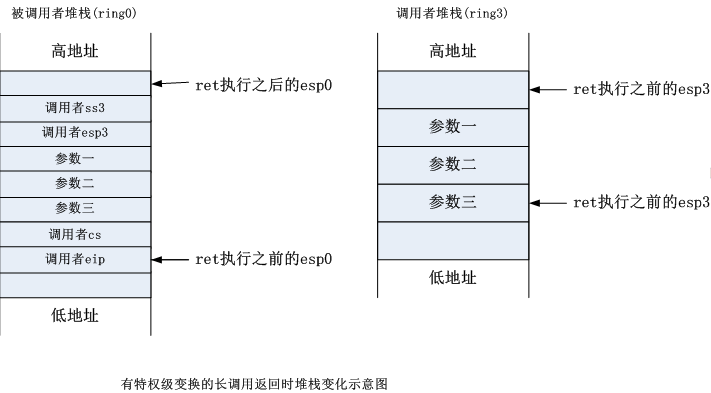 被调用者堆栈(ring0)
高地址
ret执行之后的esp0
调用者ss3
调用者esp3
参数一
参数二
参数三
调用者cs
调用者eip
ret执行之前的esp0
低地址
调用者堆栈(ring3)
高地址
ret执行之前的esp3
参数一
参数二
参数三
ret执行之前的esp3
低地址
有特权级变换的长调用返回时堆栈变化示意图